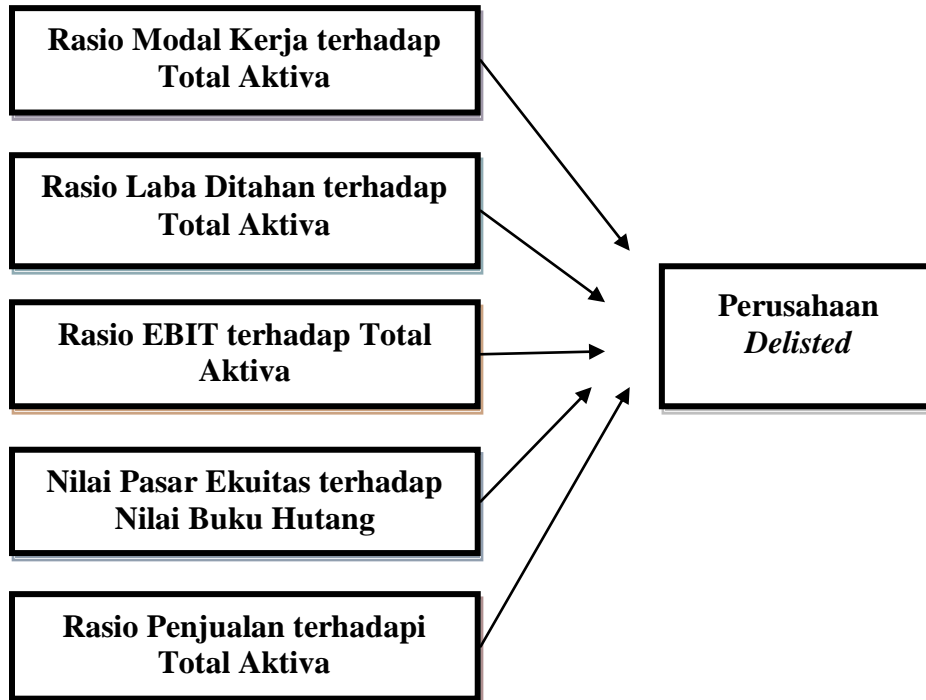 Rasio Modal Kerja terhadap
Total Aktiva
Rasio Laba Ditahan terhadap
Total Aktiva
Rasio EBIT terhadap Total
Aktiva
Nilai Pasar Ekuitas terhadap
Nilai Buku Hutang
Rasio Penjualan terhadapi
Total Aktiva
Perusahaan
Delisted